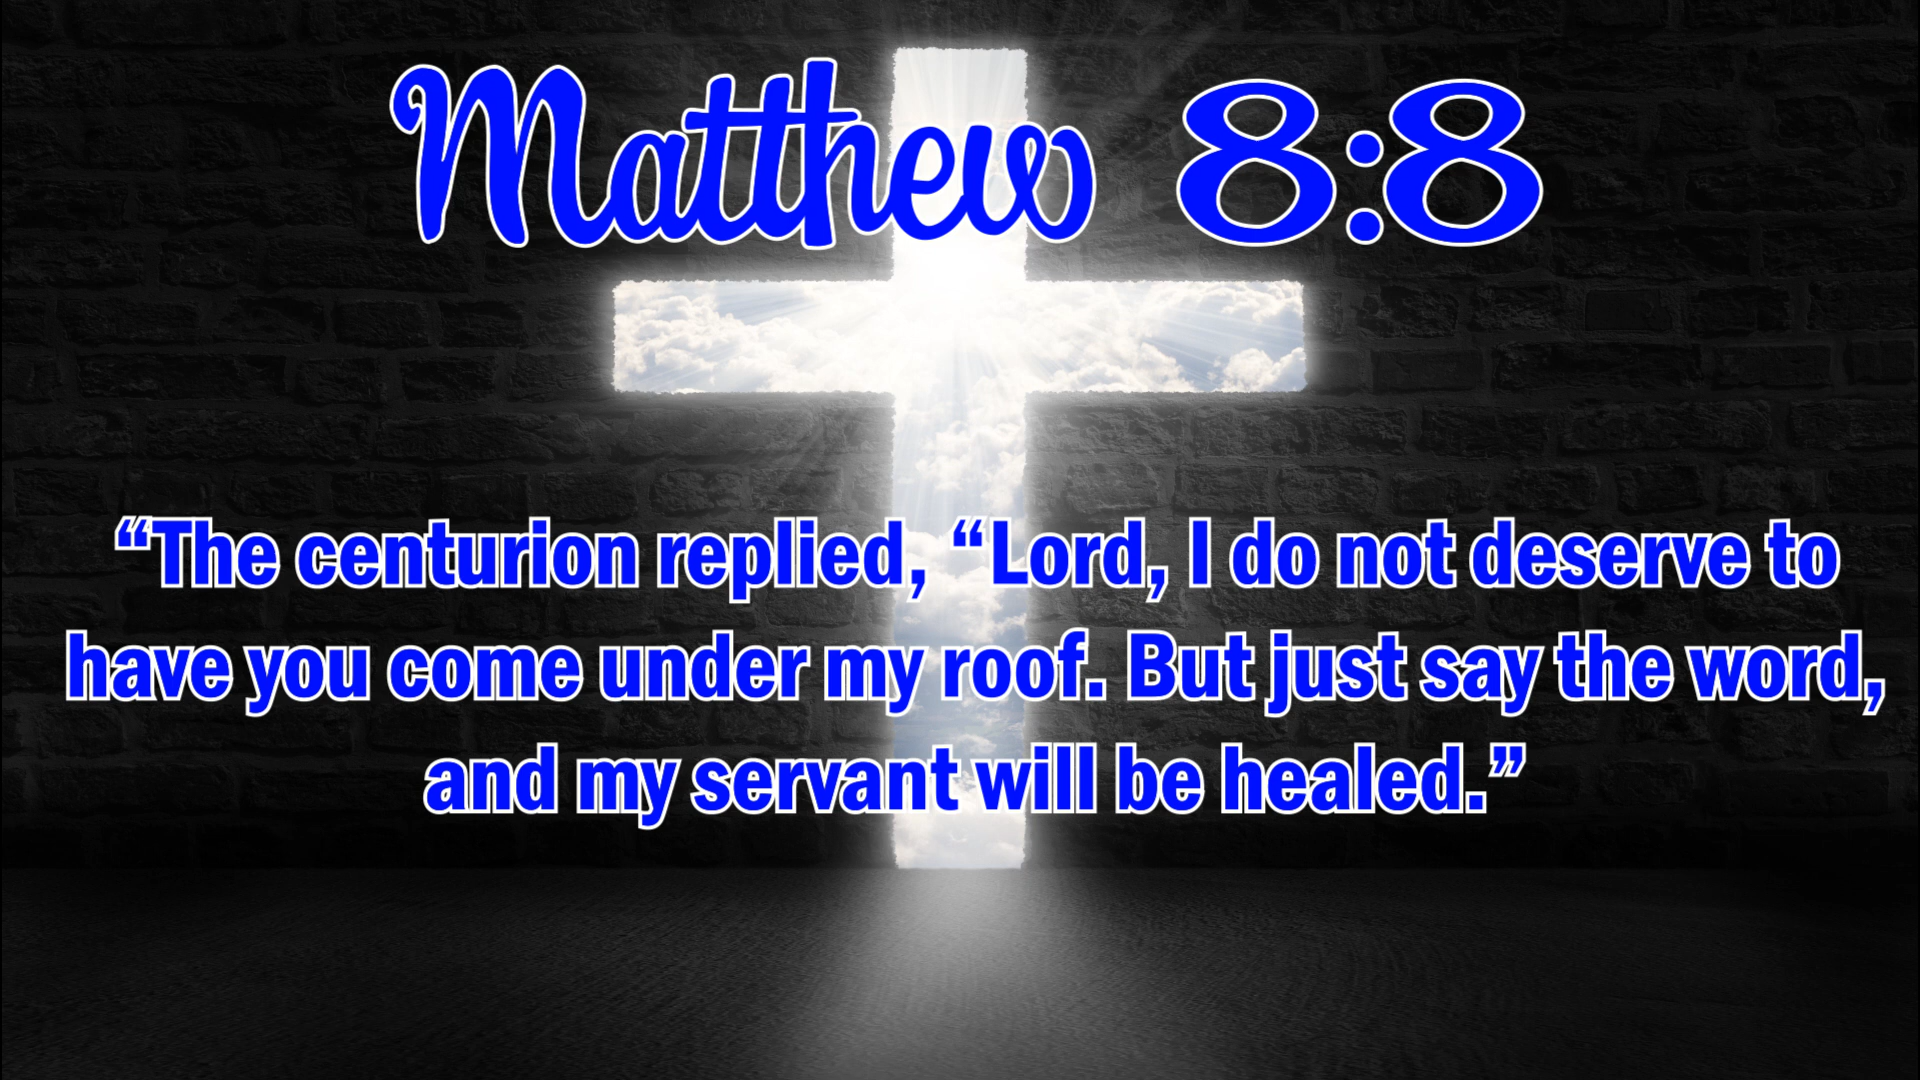 Matthew 8:8
“The centurion replied, “Lord, I do not deserve to
have you come under my roof. But just say the word,
and my servant will be healed.”